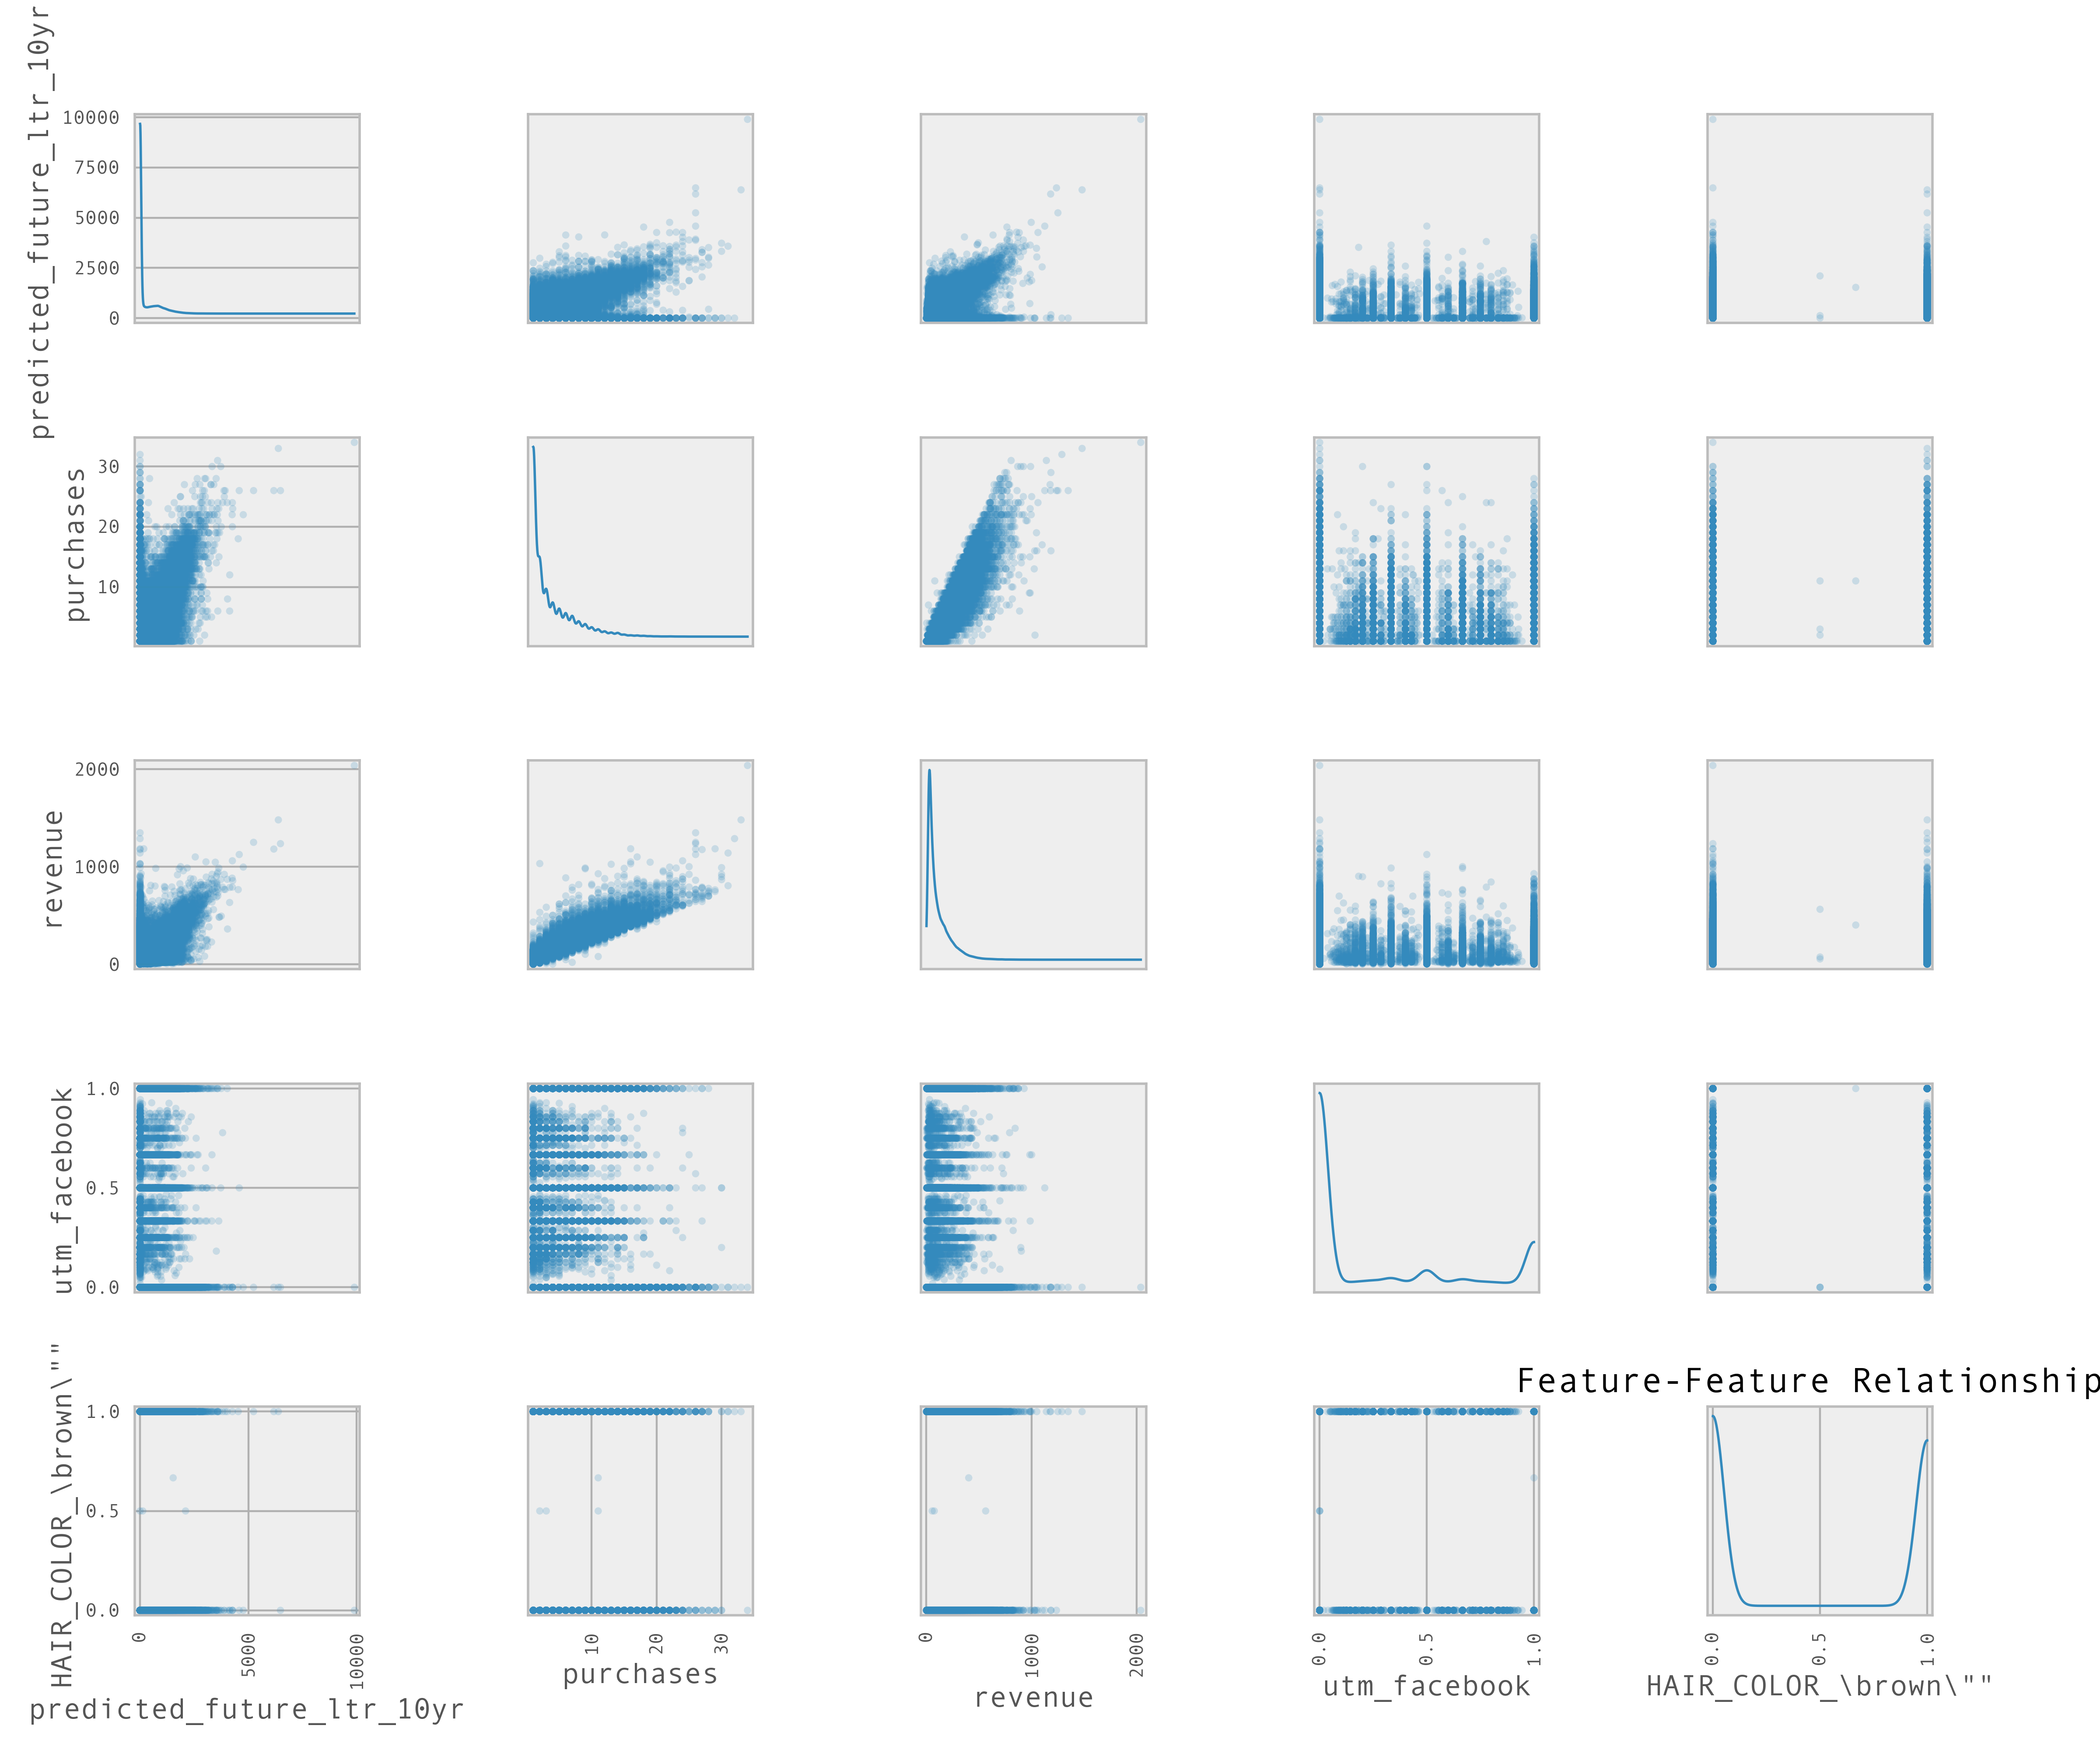 predicted_future_ltr_10yr
10000
7500
5000
2500
0
purchases
30
20
10
revenue
2000
1000
0
utm_facebook
1.0
0.5
0.0
Feature-Feature Relationship
HAIR_COLOR_\brown\""
1.0
0.5
0.0
0 5000 10000 10 20 30 0 1000 2000 0.0 0.5 1.0 0.0 0.5 1.0
predicted_future_ltr_10yr purchases revenue utm_facebook HAIR_COLOR_\brown\""